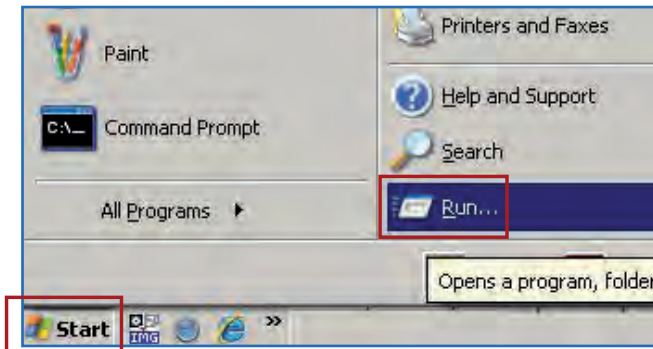 Paint
C:\_ Command Prompt
All Programs
Printers and Faxes
Help and Support
Search
Run...
Opens a program, folder
Start
IMG
»